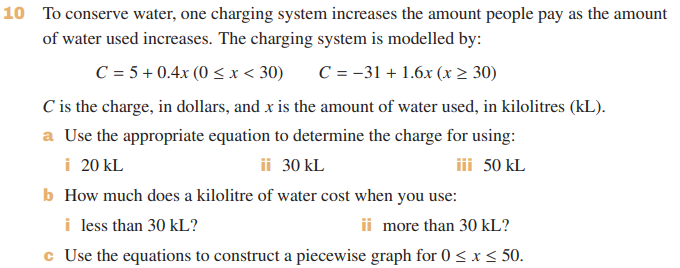 10 To conserve water, one charging system increases the amount people pay as the amount
of water used increases. The charging system is modelled by:
C = 5 + 0.4x (0 ≤ x < 30) C = −31 + 1.6x (x ≥ 30)
C is the charge, in dollars, and x is the amount of water used, in kilolitres (kL).
a Use the appropriate equation to determine the charge for using:
i 20 kL ii 30 kL iii 50 kL
b How much does a kilolitre of water cost when you use:
i less than 30 kL? ii more than 30 kL?
c Use the equations to construct a piecewise graph for 0 ≤ x ≤ 50.